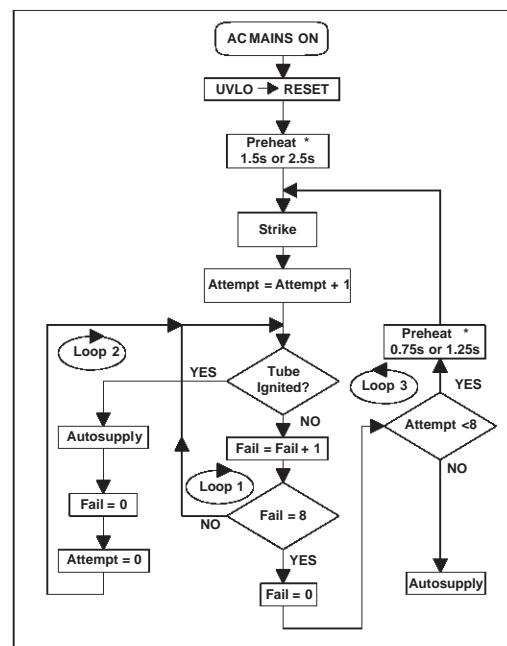 AC MAINS ON
UVLO → RESET
Preheat *
1.5s or 2.5s
Strike
Attempt = Attempt + 1
Loop 2
Preheat *
0.75s or 1.25s
YES
Tube
Ignited?
Loop 3
YES
NO
Autosupply
Fail = Fail + 1
Attempt <8
Loop 1
NO
Fail = 0
Fail = 8
NO
YES
Attempt = 0
Fail = 0
Autosupply